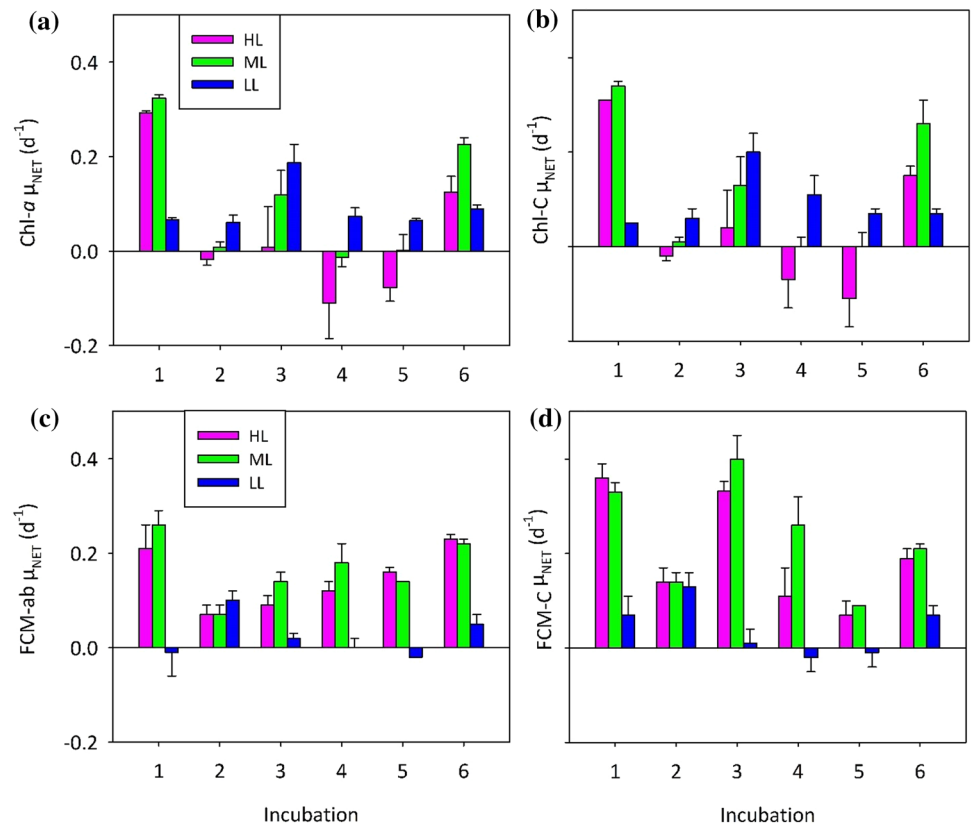 (a)
Chl-a μNET (d-1)
0.4
0.2
0.0
-0.2
HL
ML
LL
1 2 3 4 5 6
(b)
Chl-C μNET (d-1)
1 2 3 4 5 6
(c)
FCM-ab μNET (d-1)
0.4
0.2
0.0
-0.2
HL
ML
LL
1 2 3 4 5 6
Incubation
(d)
FCM-C μNET (d-1)
1 2 3 4 5 6
Incubation